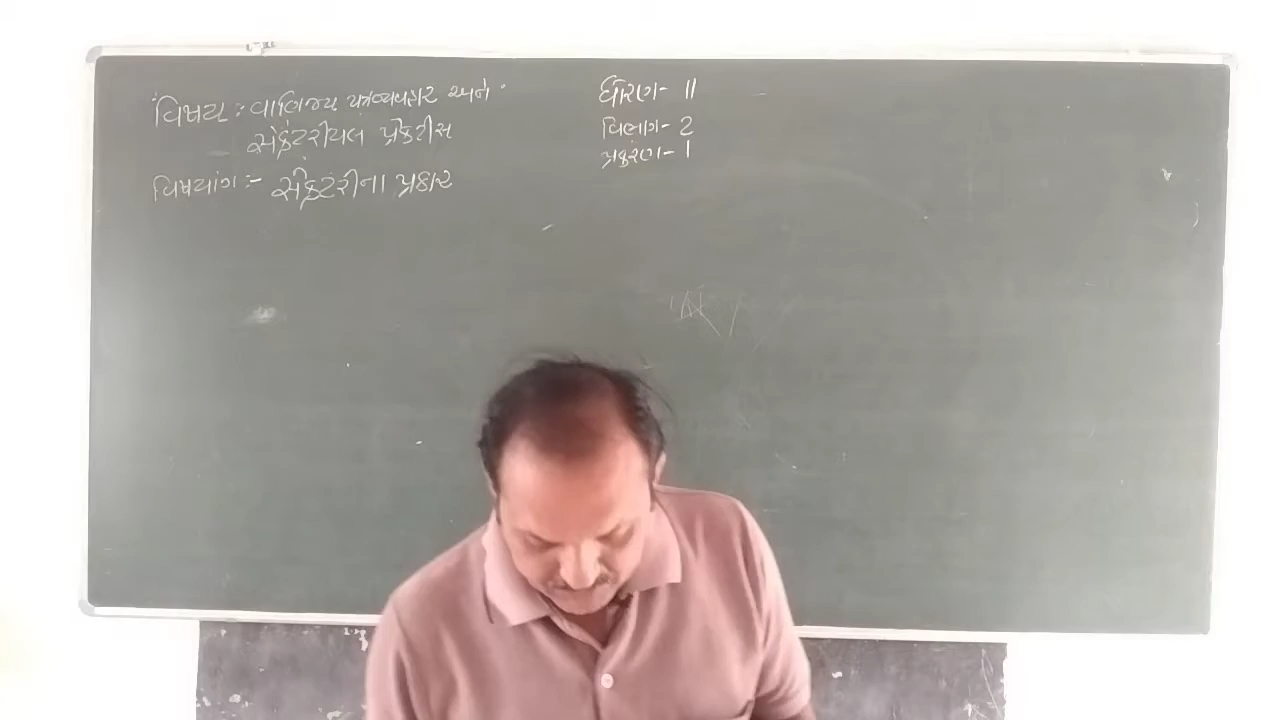 વિષય :- વાણિજ્ય પત્રવ્યવહાર અને
સેક્રેટરીયલ પ્રેક્ટીસ
વિષયાંગ :- સેક્રેટરીના પ્રકાર
ધોરણ - 11
વિભાગ - 2
પ્રકરણ - 1